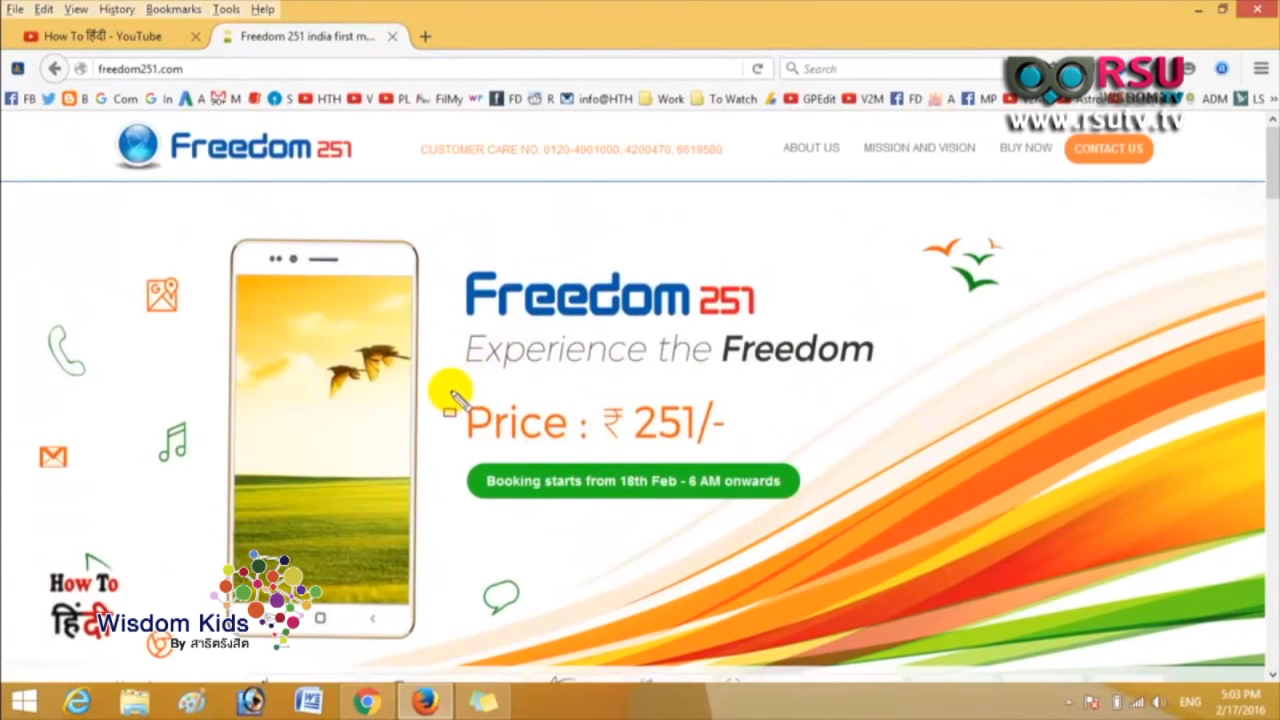 File Edit View History Bookmarks Tools Help
How To हिंदी - YouTube
Freedom 251 india first m...
freedom251.com
Search
FB B G Com G In A M S HTH V PL FilMy FD R info@HTH Work To Watch GPEdit V2M FD A MP ADM LS »
RSU
www.rsutv.tv
Freedom 251
CUSTOMER CARE NO. 0120-4001000, 4200470, 6619580
ABOUT US MISSION AND VISION BUY NOW CONTACT US
Freedom 251
Experience the Freedom
Price : ₹ 251/-
Booking starts from 18th Feb - 6 AM onwards
How To
हिंदी
Wisdom Kids
By สาธิตรังสิต
ENG
5:03 PM
2/17/2016